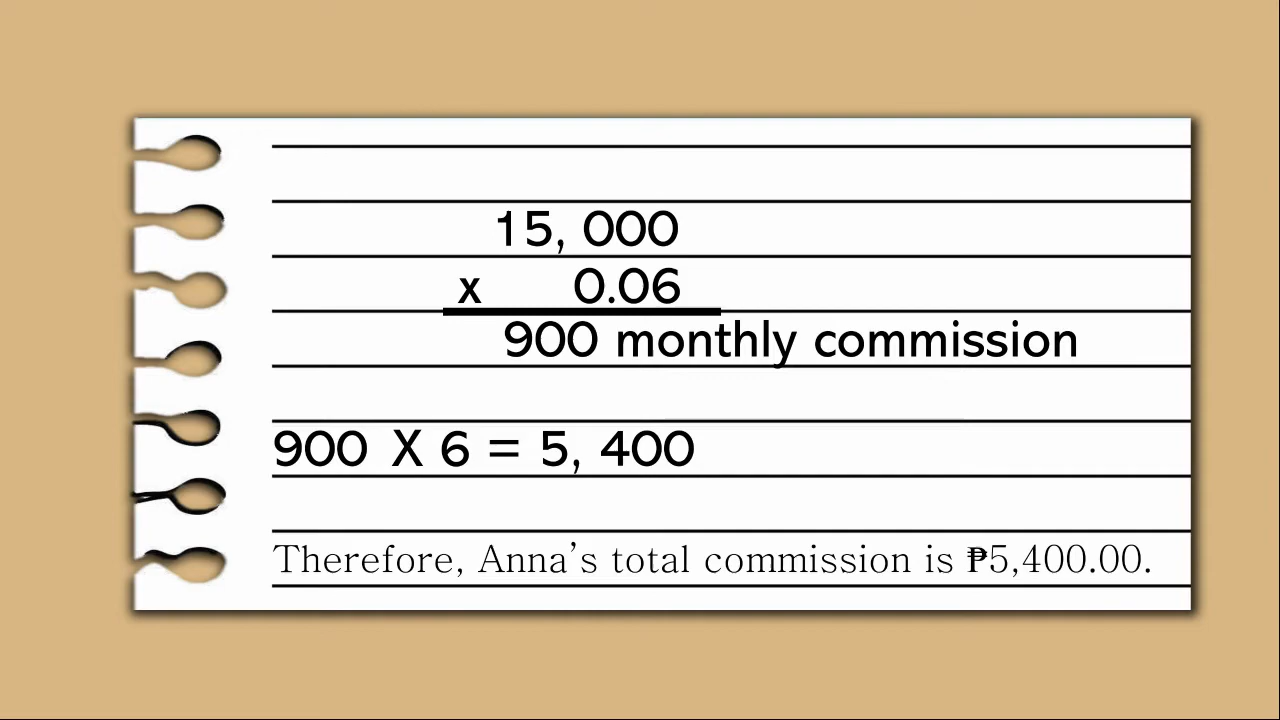 15, 000
x 0.06
900 monthly commission
900 X 6 = 5, 400
Therefore, Anna’s total commission is ₱5,400.00.